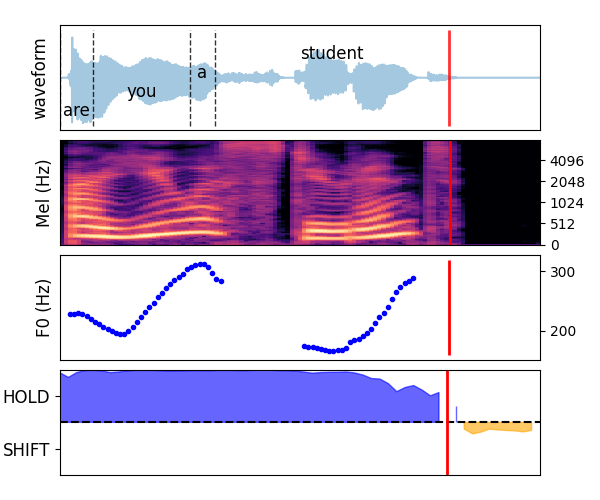 waveform
are
you
a
student
Mel (Hz)
4096
2048
1024
512
0
F0 (Hz)
300
200
HOLD
SHIFT